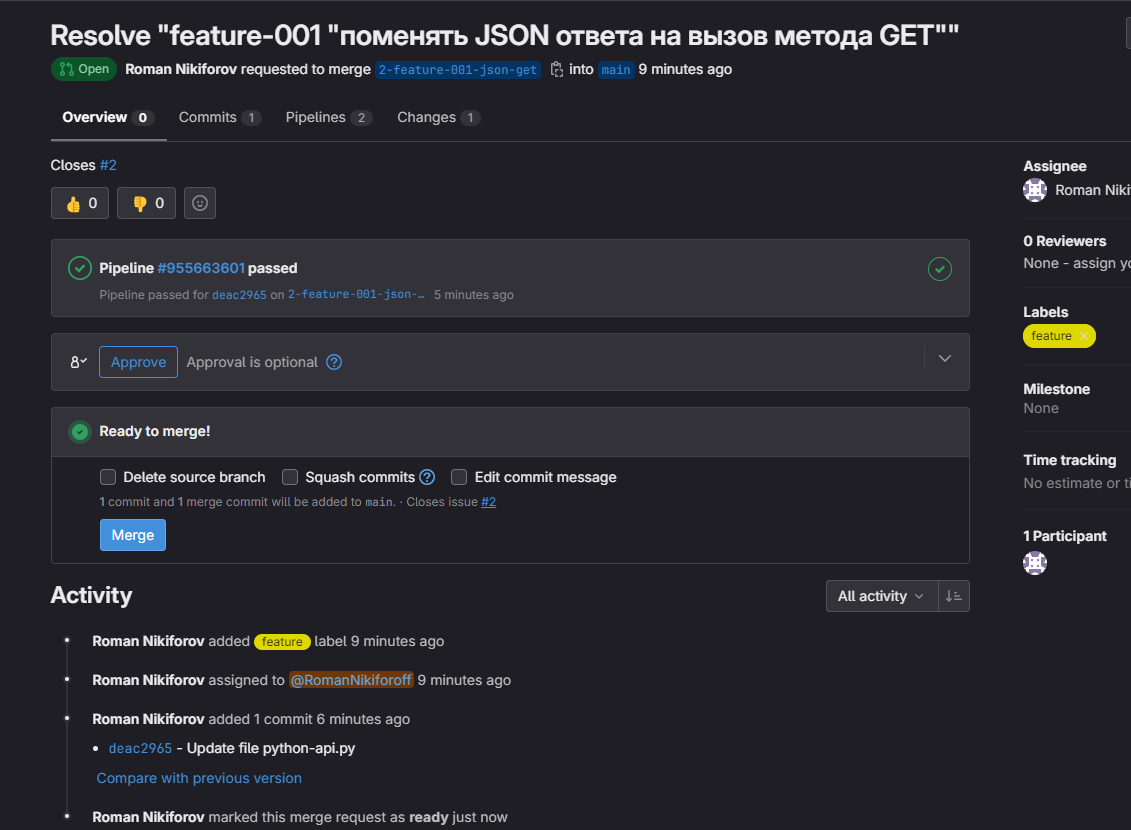 Resolve "feature-001 "поменять JSON ответа на вызов метода GET""
Open Roman Nikiforov requested to merge 2-feature-001-json-get into main 9 minutes ago
Overview 0 Commits 1 Pipelines 2 Changes 1
Closes #2
👍 0 👎 0
Pipeline #955663601 passed
Pipeline passed for deac2965 on 2-feature-001-json-… 5 minutes ago
Approve Approval is optional
Ready to merge!
Delete source branch Squash commits Edit commit message
1 commit and 1 merge commit will be added to main. · Closes issue #2
Merge
Activity
All activity
Roman Nikiforov added feature label 9 minutes ago
Roman Nikiforov assigned to @RomanNikiforoff 9 minutes ago
Roman Nikiforov added 1 commit 6 minutes ago
deac2965 - Update file python-api.py
Compare with previous version
Roman Nikiforov marked this merge request as ready just now
Assignee
Roman Niki
0 Reviewers
None - assign yo
Labels
feature ×
Milestone
None
Time tracking
No estimate or ti
1 Participant